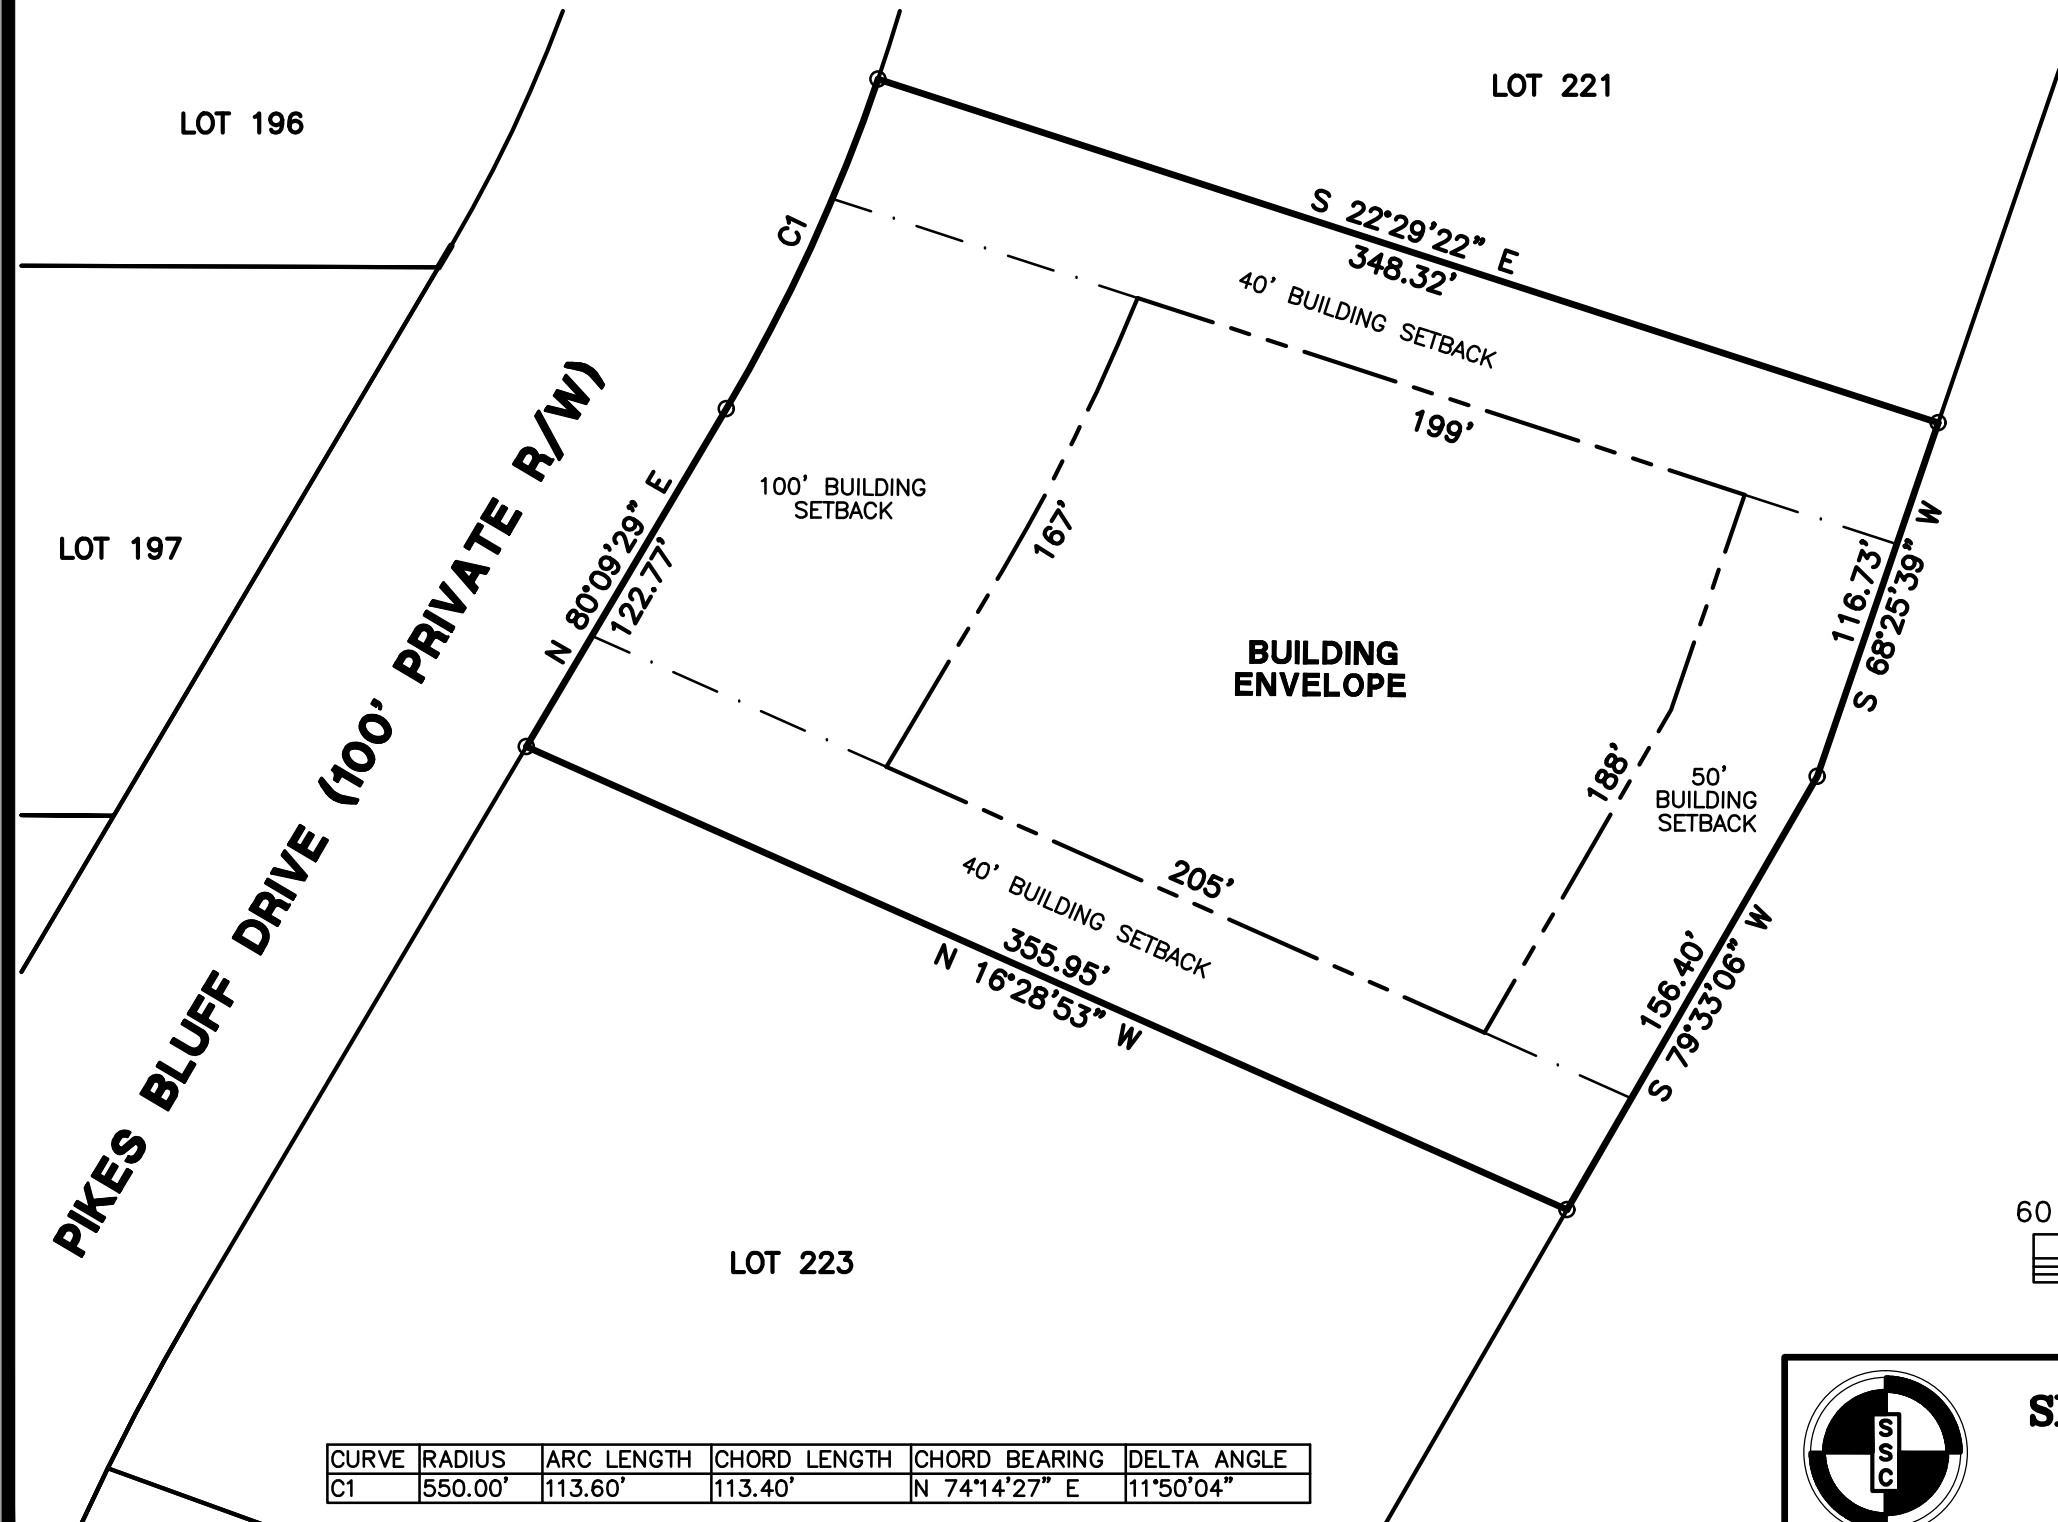 LOT 221
LOT 196
S 22°29'22" E
348.32'
40' BUILDING SETBACK
C1
199'
100' BUILDING
SETBACK
167'
N 80°09'29" E
122.77'
LOT 197
PIKES BLUFF DRIVE (100' PRIVATE R/W)
BUILDING
ENVELOPE
116.73'
S 68°25'39" W
188'
50'
BUILDING
SETBACK
205'
40' BUILDING SETBACK
355.95'
N 16°28'53" W
156.40'
S 79°33'06" W
LOT 223
60
CURVE RADIUS ARC LENGTH CHORD LENGTH CHORD BEARING DELTA ANGLE
C1 550.00' 113.60' 113.40' N 74°14'27" E 11°50'04"
S
S
C